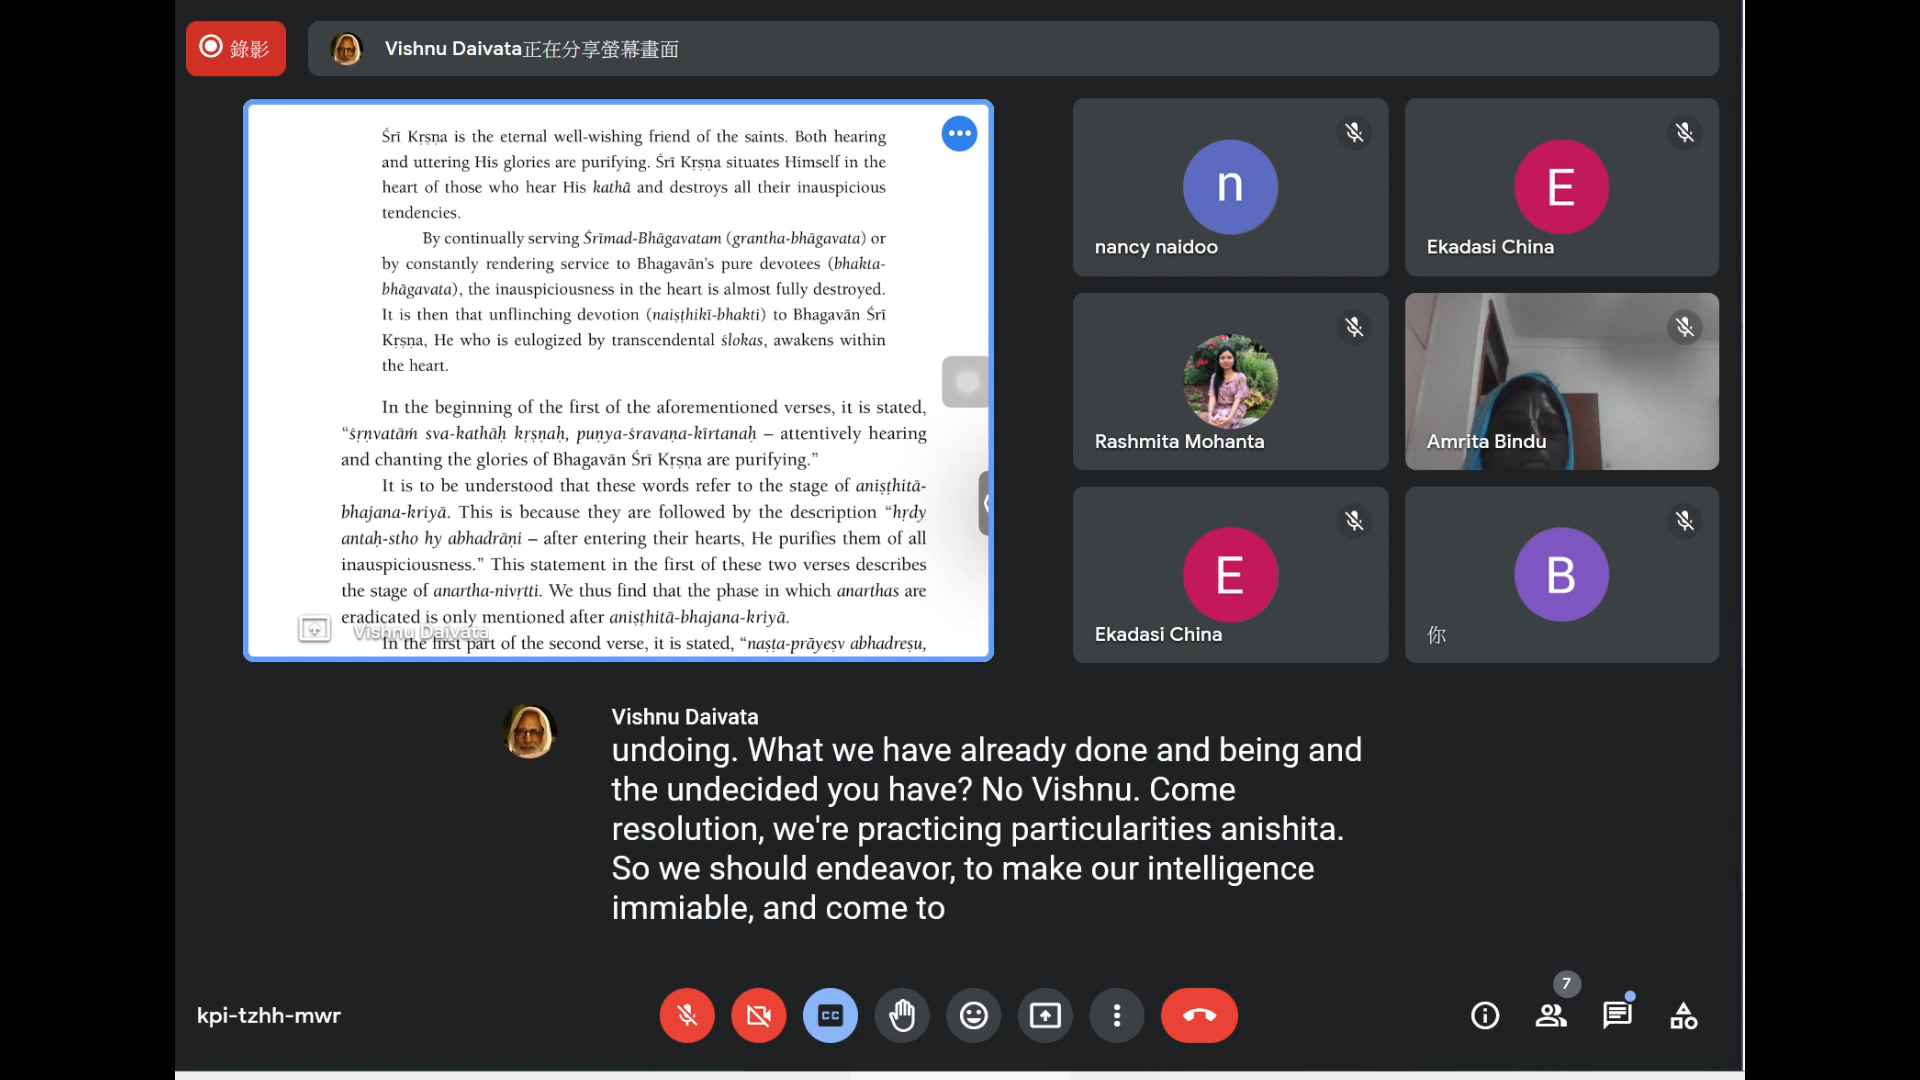 錄影
Vishnu Daivata正在分享螢幕畫面
Śrī Kṛṣṇa is the eternal well-wishing friend of the saints. Both hearing
and uttering His glories are purifying. Śrī Kṛṣṇa situates Himself in the
heart of those who hear His kathā and destroys all their inauspicious
tendencies.
By continually serving Śrīmad-Bhāgavatam (grantha-bhāgavata) or
by constantly rendering service to Bhagavān’s pure devotees (bhakta-
bhāgavata), the inauspiciousness in the heart is almost fully destroyed.
It is then that unflinching devotion (naiṣṭhikī-bhakti) to Bhagavān Śrī
Kṛṣṇa, He who is eulogized by transcendental ślokas, awakens within
the heart.
In the beginning of the first of the aforementioned verses, it is stated,
“śṛṇvatāṁ sva-kathāḥ kṛṣṇaḥ, puṇya-śravaṇa-kīrtanaḥ – attentively hearing
and chanting the glories of Bhagavān Śrī Kṛṣṇa are purifying.”
It is to be understood that these words refer to the stage of aniṣṭhitā-
bhajana-kriyā. This is because they are followed by the description “hṛdy
antaḥ-stho hy abhadrāṇi – after entering their hearts, He purifies them of all
inauspiciousness.” This statement in the first of these two verses describes
the stage of anartha-nivṛtti. We thus find that the phase in which anarthas are
eradicated is only mentioned after aniṣṭhitā-bhajana-kriyā.
In the first part of the second verse, it is stated, “naṣṭa-prāyeṣv abhadreṣu,
Vishnu Daivata
n
nancy naidoo
E
Ekadasi China
Rashmita Mohanta
Amrita Bindu
E
Ekadasi China
B
你
Vishnu Daivata
undoing. What we have already done and being and
the undecided you have? No Vishnu. Come
resolution, we're practicing particularities anishita.
So we should endeavor, to make our intelligence
immiable, and come to
kpi-tzhh-mwr
CC
7